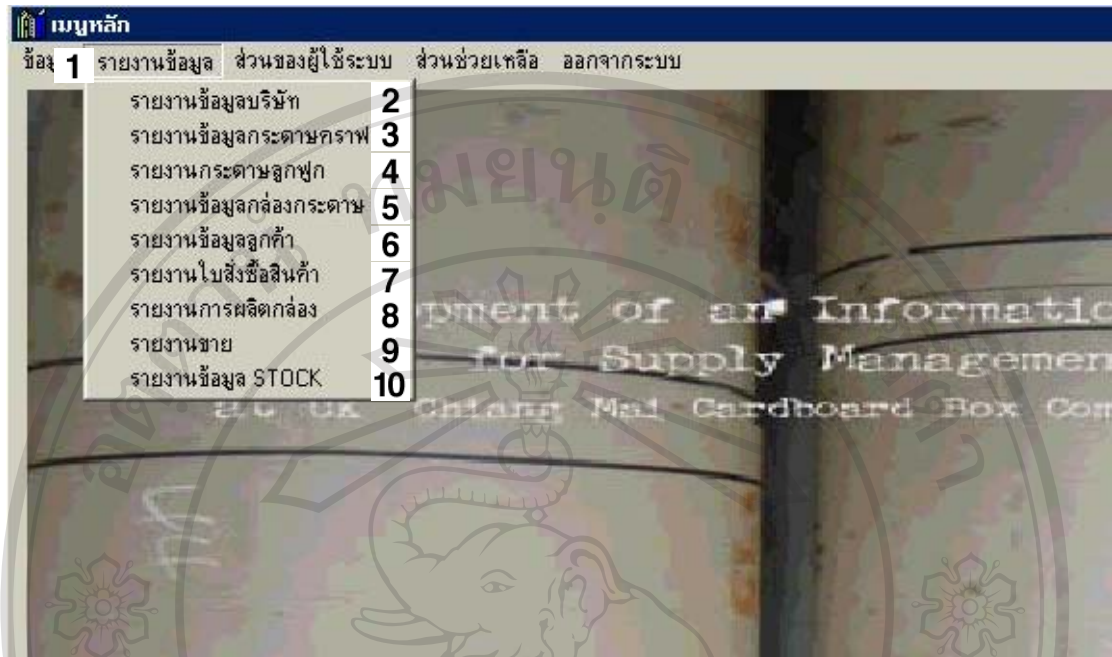 เมนูหลัก
ข้อมู 1 รายงานข้อมูล ส่วนของผู้ใช้ระบบ ส่วนช่วยเหลือ ออกจากระบบ
รายงานข้อมูลบริษัท 2
รายงานข้อมูลกระดาษคราฟ 3
รายงานกระดาษลูกฟูก 4
รายงานข้อมูลกล่องกระดาษ 5
รายงานข้อมูลลูกค้า 6
รายงานใบสั่งซื้อสินค้า 7
รายงานการผลิตกล่อง 8
รายงานขาย 9
รายงานข้อมูล STOCK 10
opment of an Informatio
for Supply Managemen
at CK Chiang Mai Cardboard Box Com